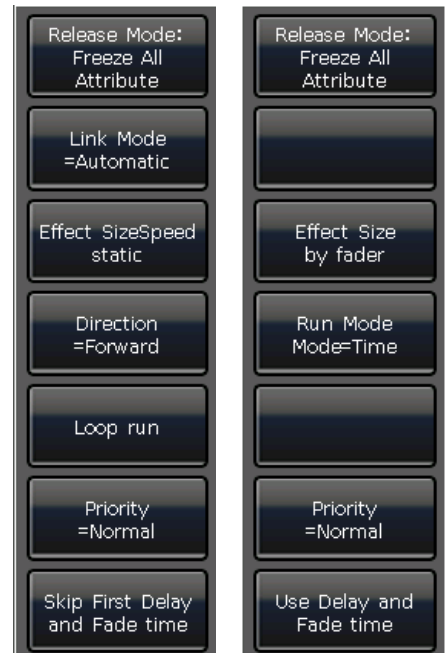 Release Mode:
Freeze All
Attribute
Link Mode
=Automatic
Effect SizeSpeed
static
Direction
=Forward
Loop run
Priority
=Normal
Skip First Delay
and Fade time
Release Mode:
Freeze All
Attribute
Effect Size
by fader
Run Mode
Mode=Time
Priority
=Normal
Use Delay and
Fade time